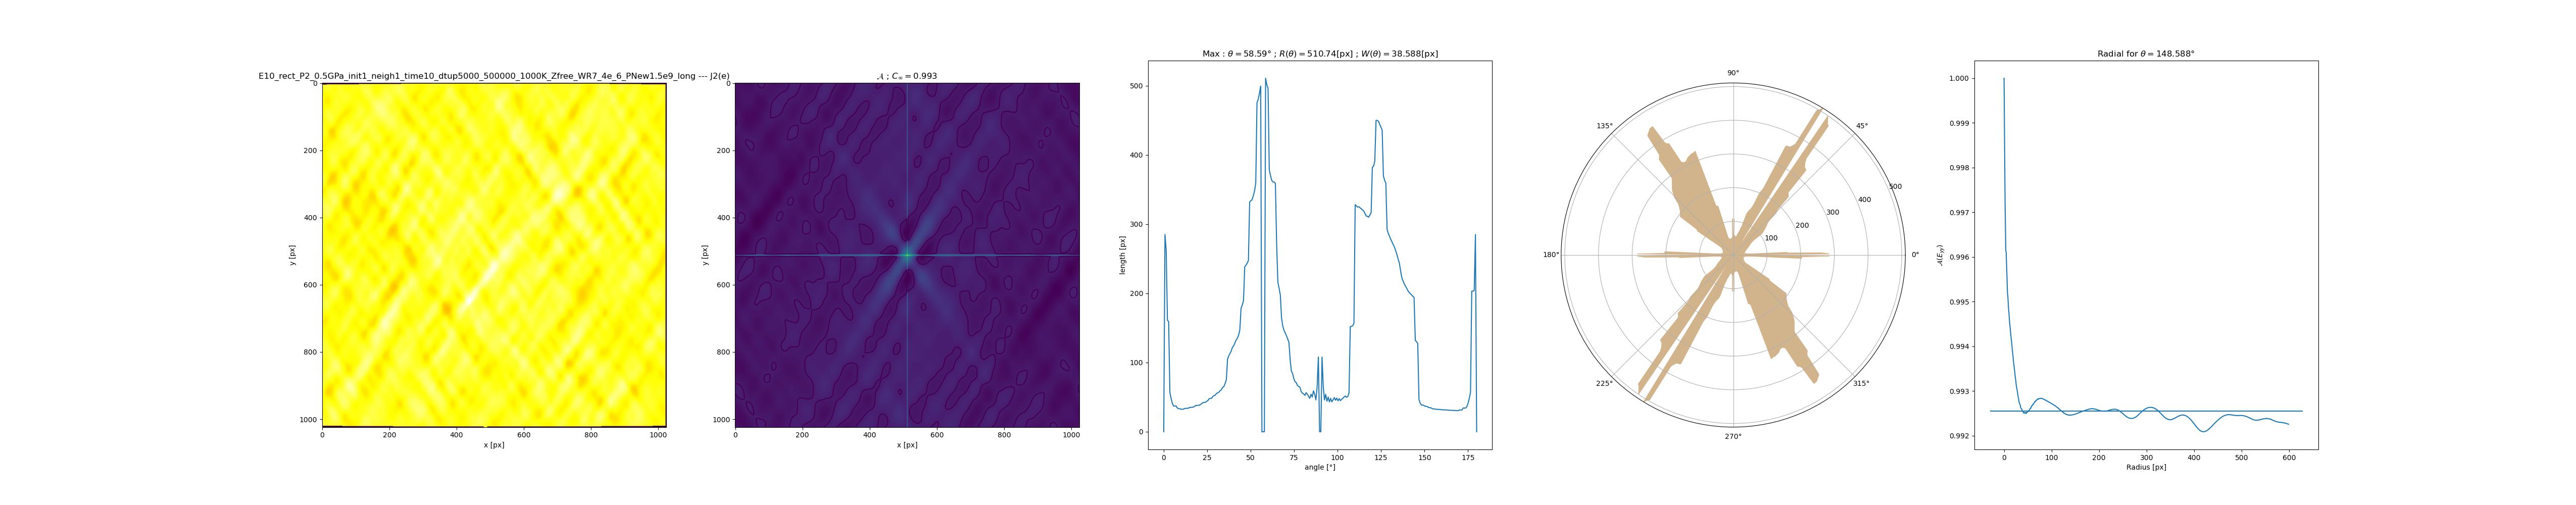 E10_rect_P2_0.5GPa_init1_neigh1_time10_dtup5000_500000_1000K_Zfree_WR7_4e_6_PNew1.5e9_long --- J2(e)
0
200
400
600
800
1000
y [px]
0 200 400 600 800 1000
x [px]
𝒜 ; C∞ = 0.993
0
200
400
600
800
1000
y [px]
0 200 400 600 800 1000
x [px]
Max : θ = 58.59° ; R(θ) = 510.74[px] ; W(θ) = 38.588[px]
500
400
300
200
100
0
length [px]
0 25 50 75 100 125 150 175
angle [°]
90°
135° 45°
500
400
300
200
100
180° 0°
225° 315°
270°
Radial for θ = 148.588°
1.000
0.999
0.998
0.997
0.996
0.995
0.994
0.993
0.992
𝒜(Eyy)
0 100 200 300 400 500 600
Radius [px]